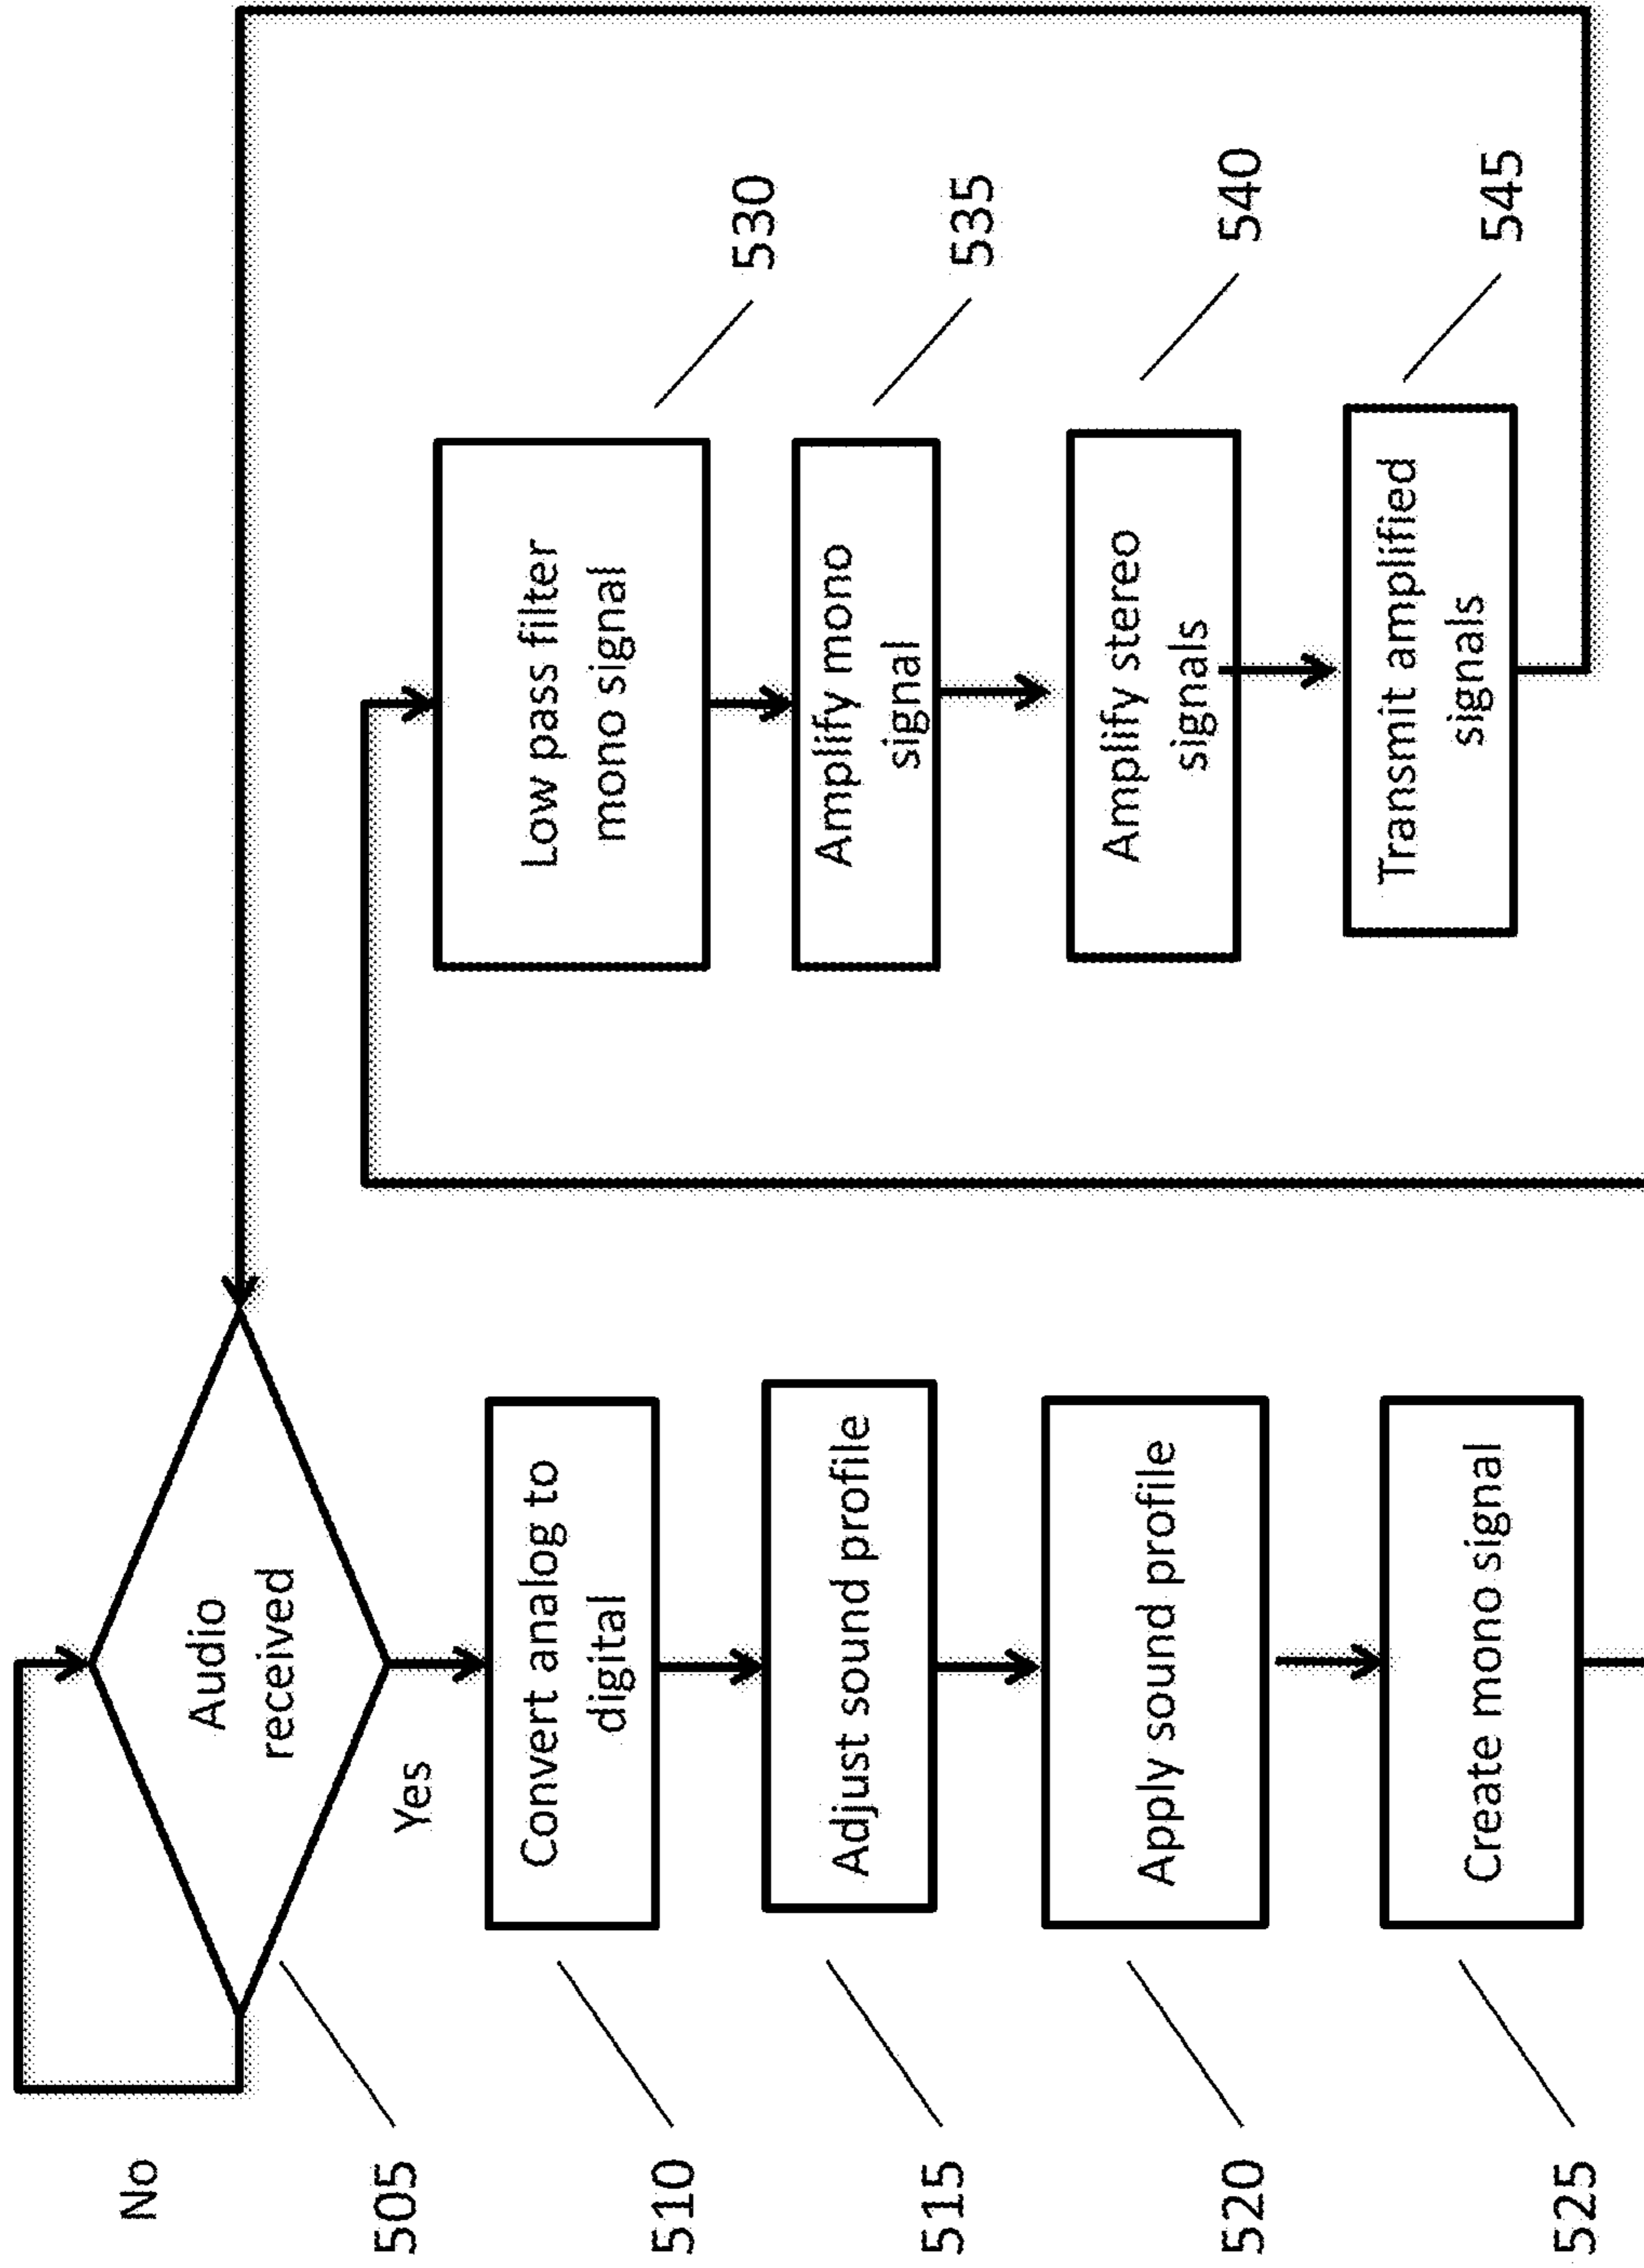 No
Audio
received
505
Yes
Convert analog to
digital
510
Adjust sound profile
515
Apply sound profile
520
Create mono signal
525
Low pass filter
mono signal
530
Amplify mono
signal
535
Amplify stereo
signals
540
Transmit amplified
signals
545